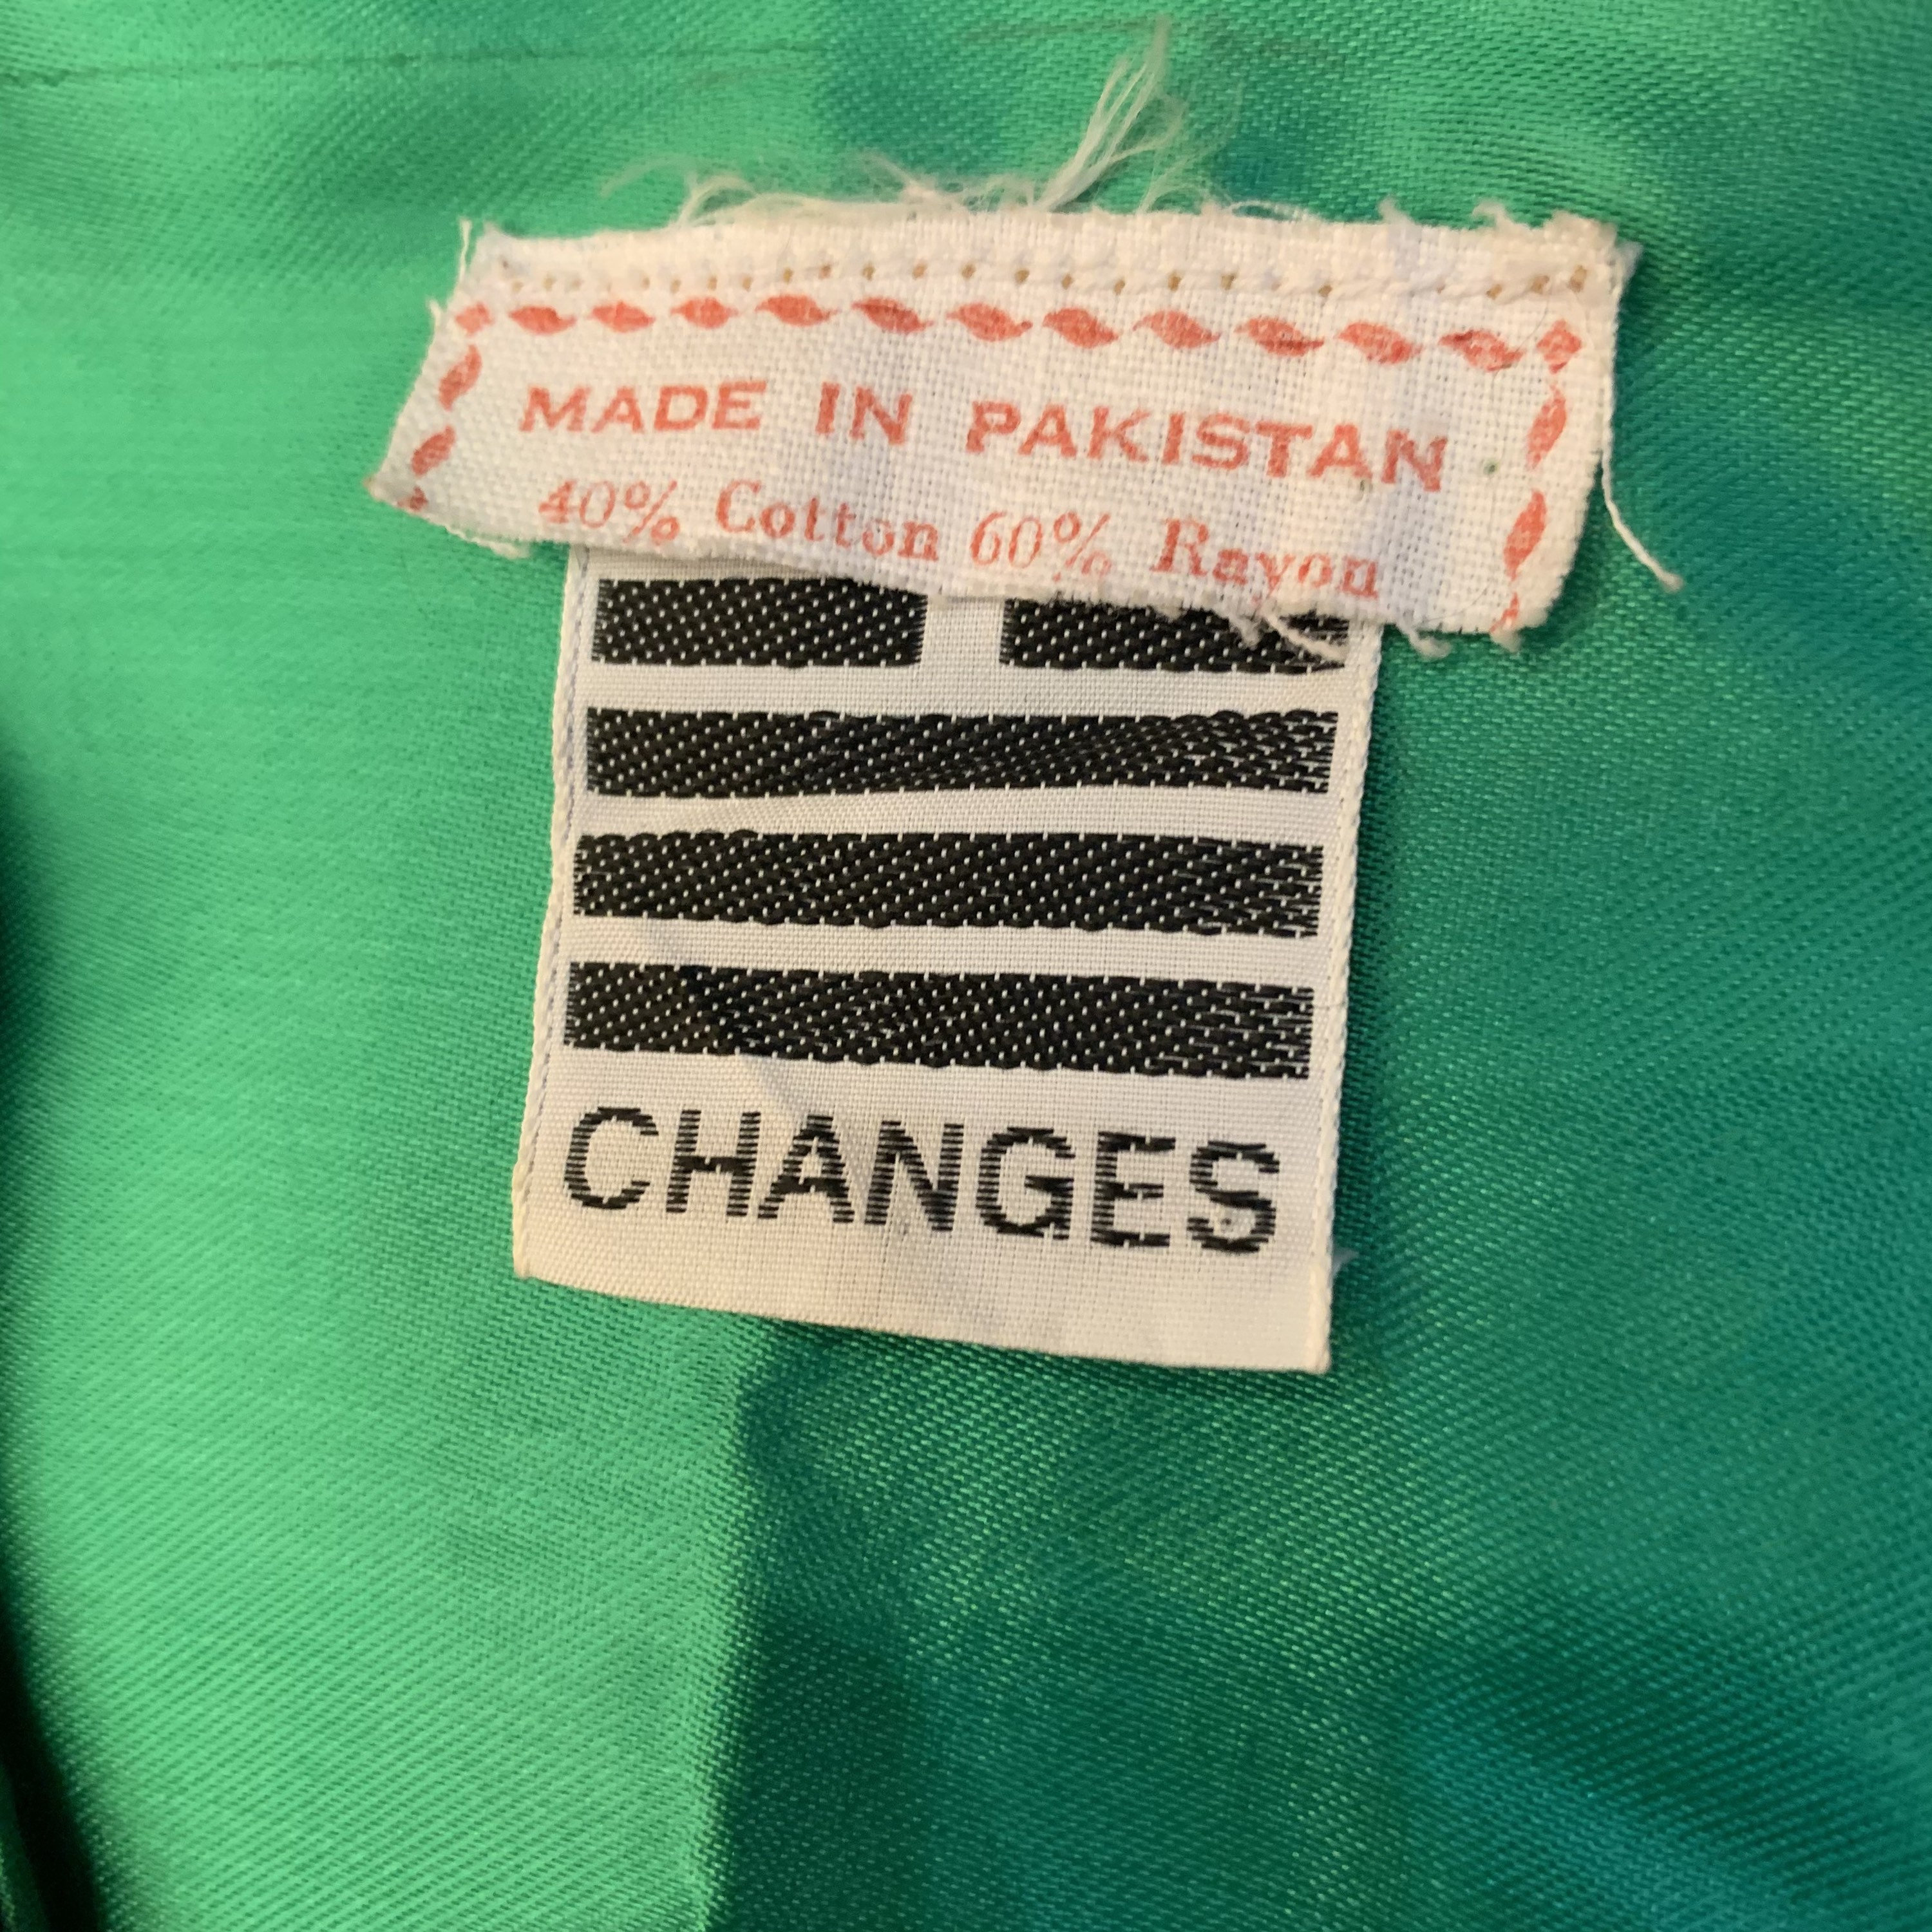 MADE IN PAKISTAN
40% Cotton 60% Rayon
CHANGES